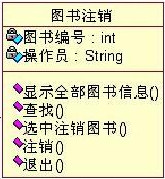 图书注销
图书编号 : int
操作员 : String
显示全部图书信息()
查找()
选中注销图书()
注销()
退出()